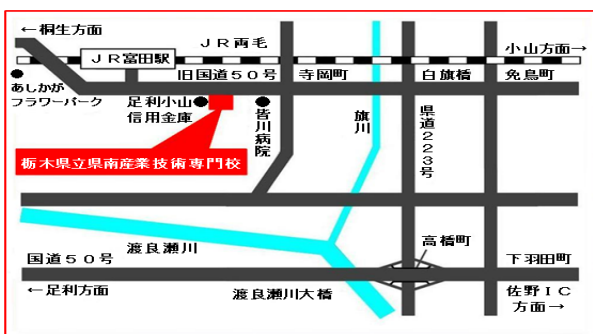 ←桐生方面
JR両毛
小山方面→
JR富田駅
旧国道50号
寺岡町
白旗橋
免鳥町
あしかが
フラワーパーク
足利小山
信用金庫
皆川病院
旗川
県道223号
栃木県立県南産業技術専門校
渡良瀬川
高橋町
国道50号
下羽田町
←足利方面
渡良瀬川大橋
佐野IC
方面→